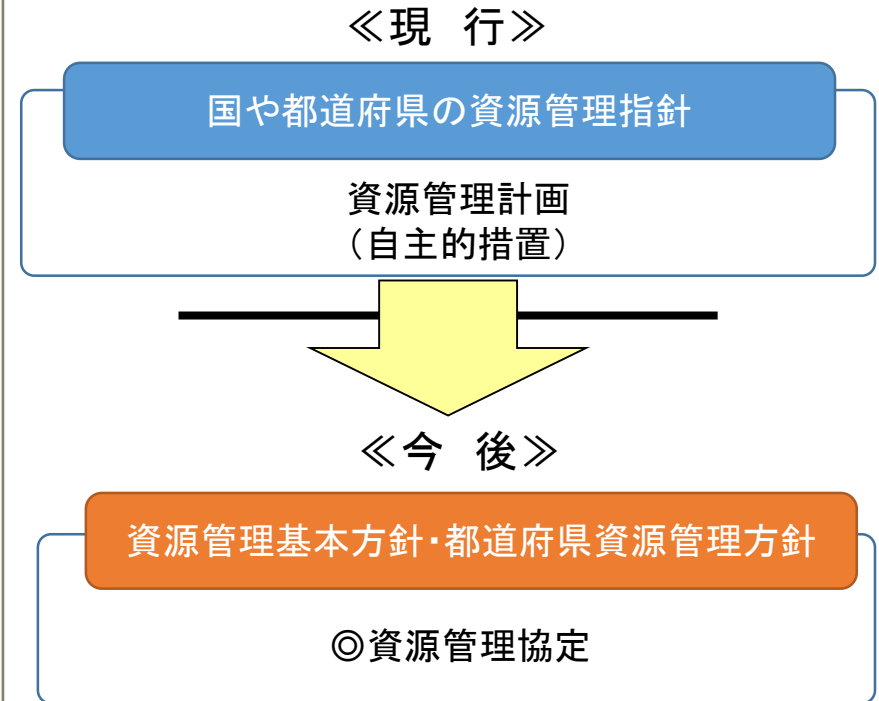 ≪現　行≫
国や都道府県の資源管理指針
資源管理計画
（自主的措置）
≪今　後≫
資源管理基本方針・都道府県資源管理方針
◎資源管理協定